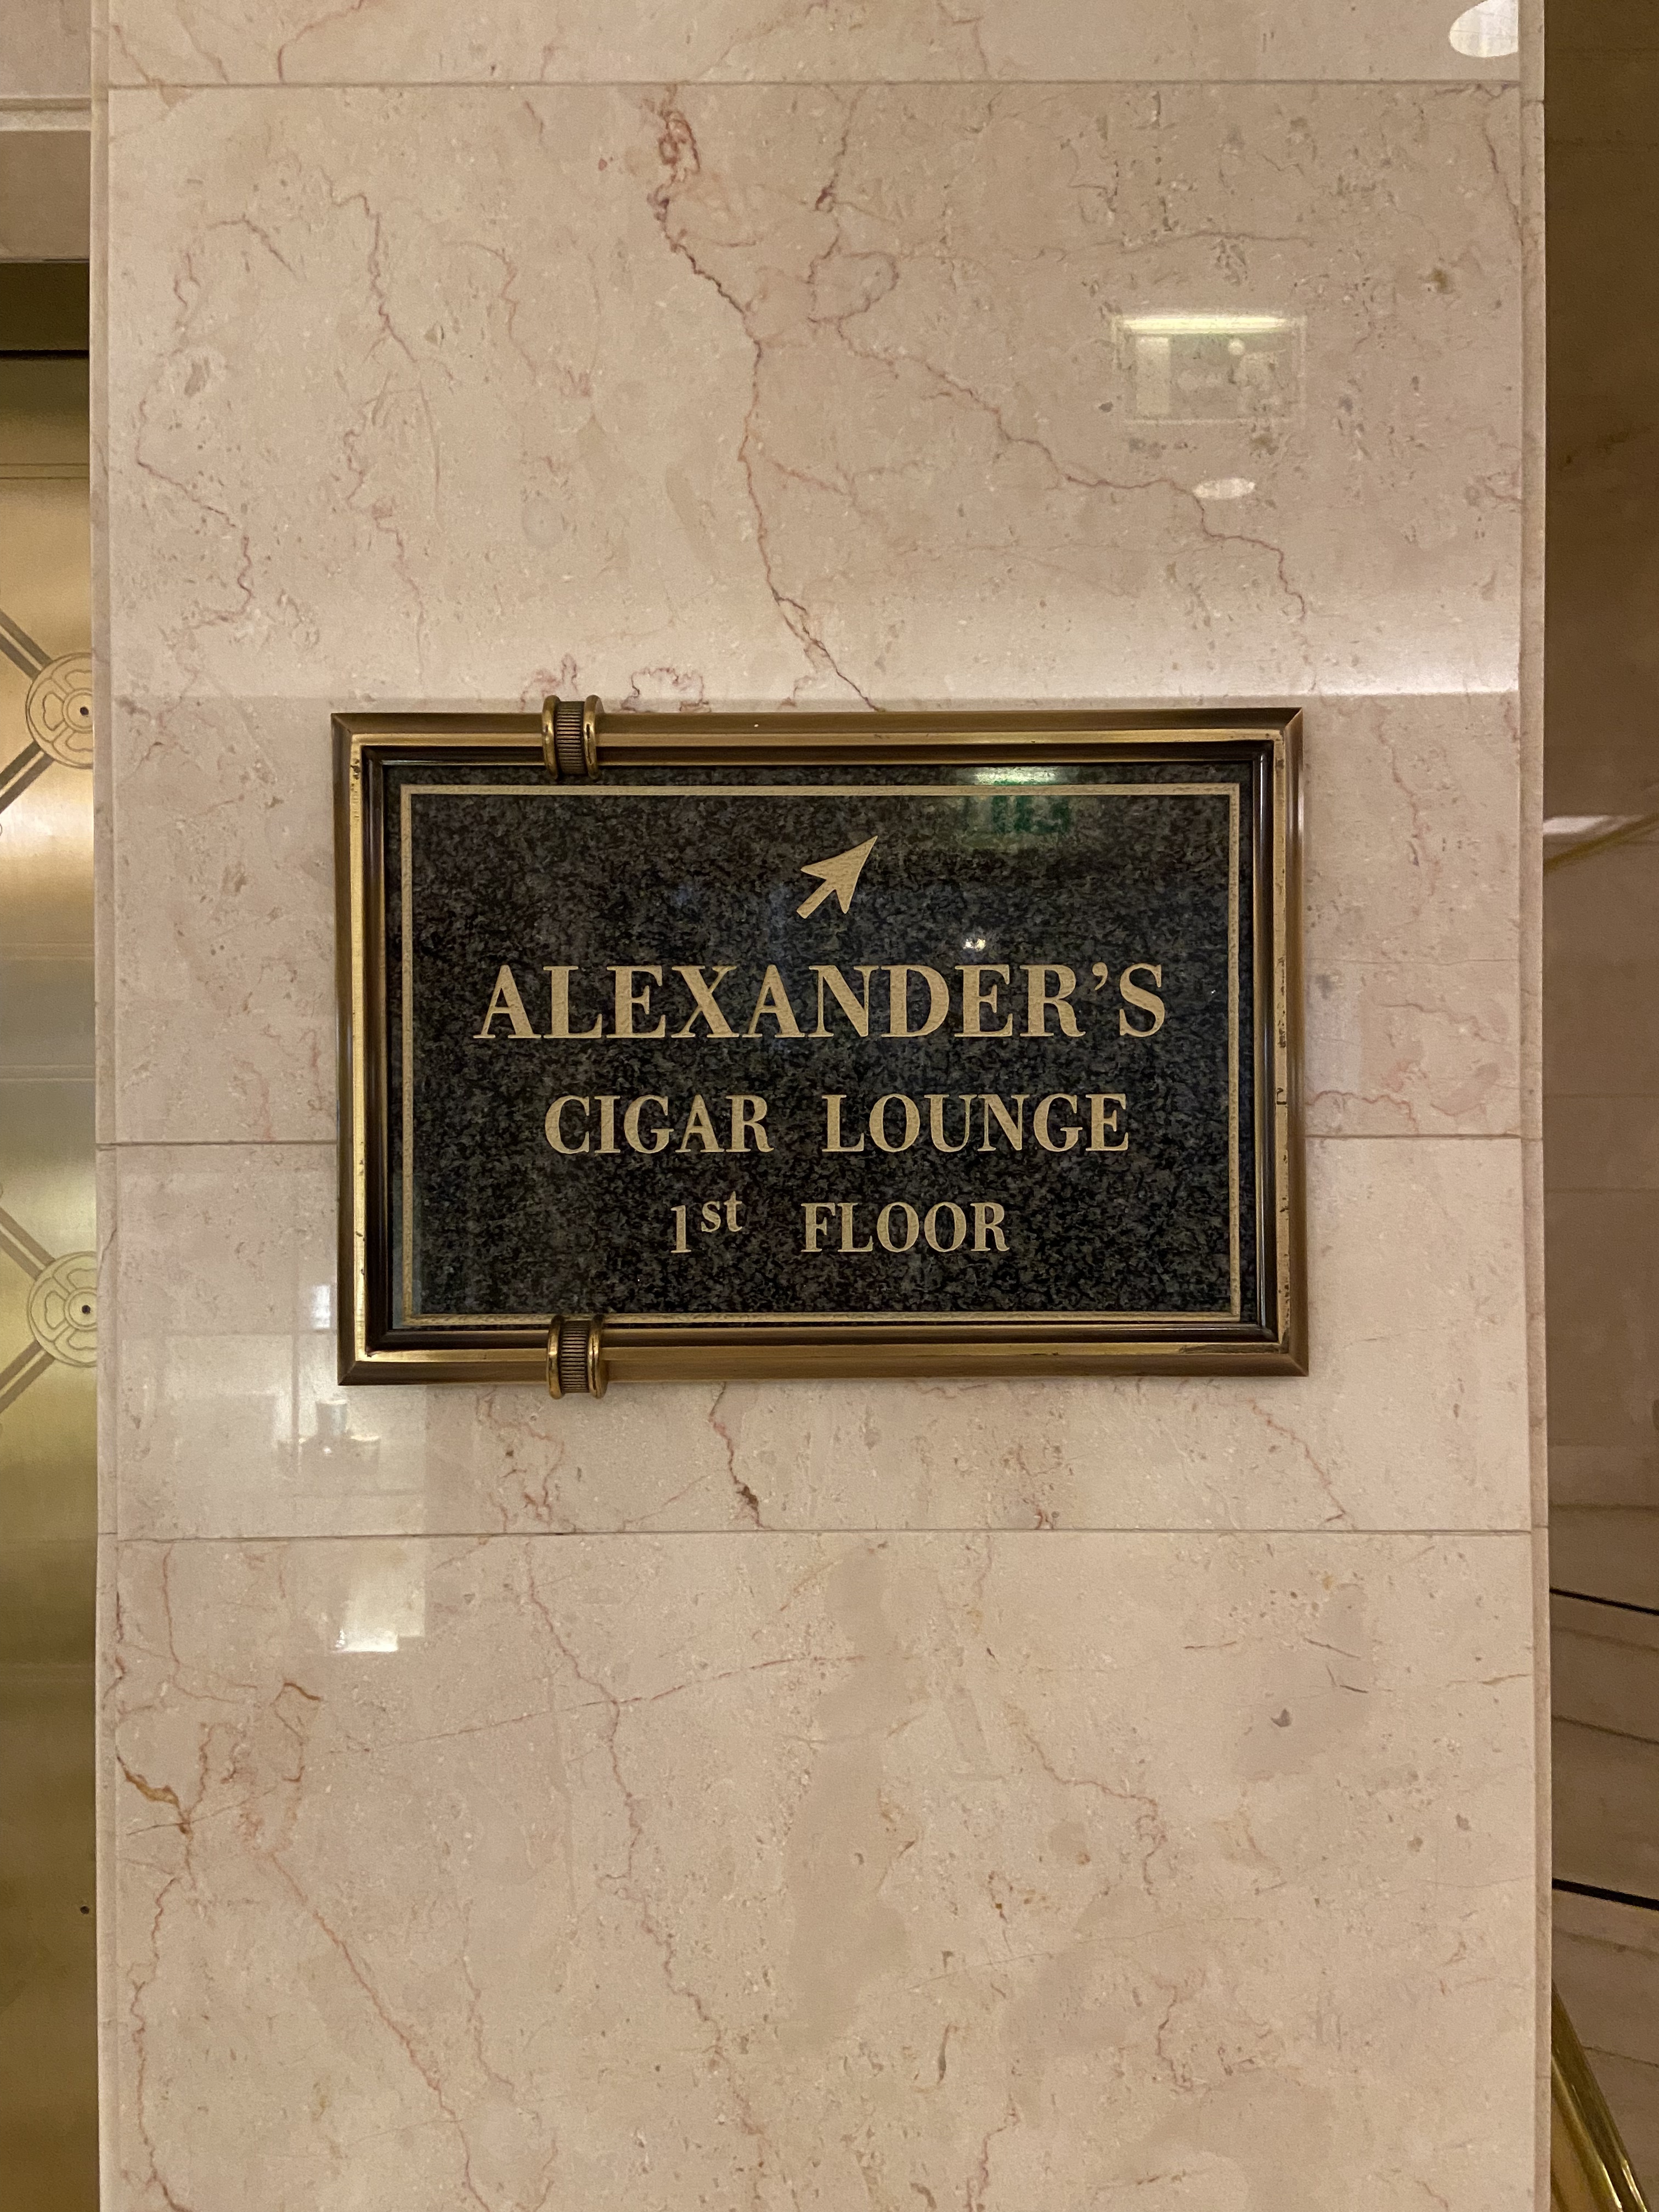 ALEXANDER'S
CIGAR LOUNGE
1st FLOOR